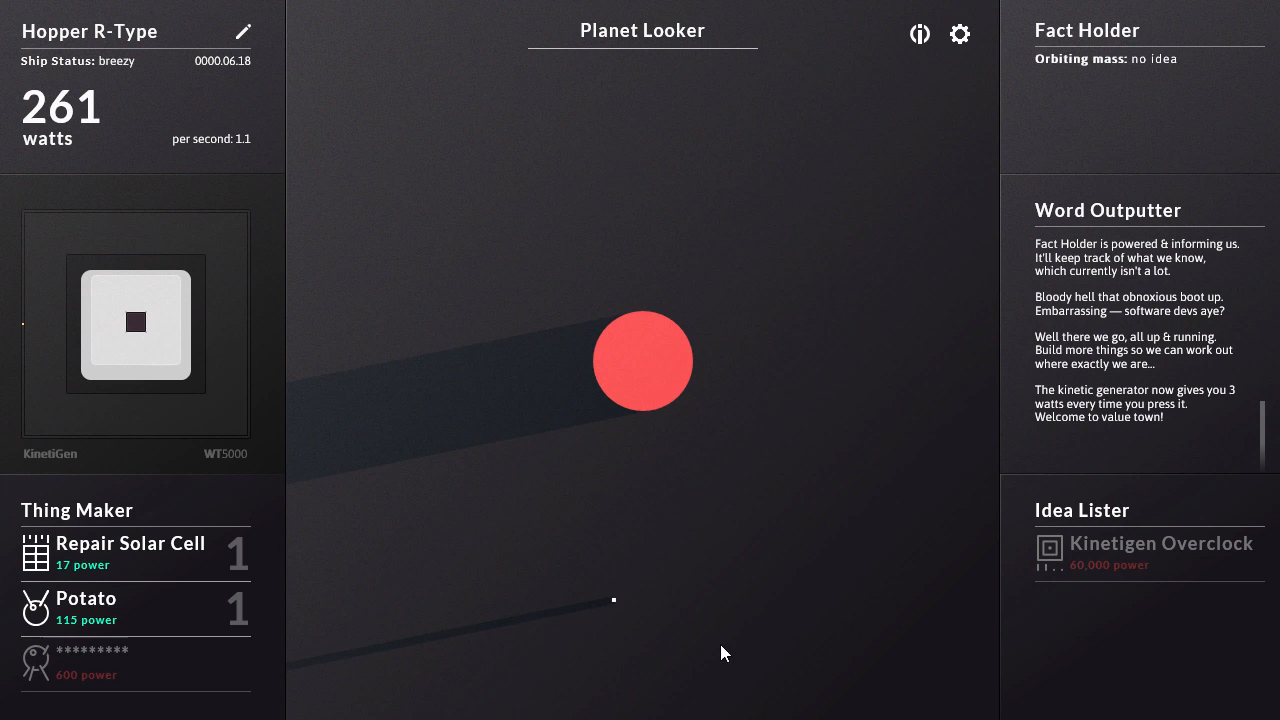 Hopper R-Type
Ship Status: breezy
0000.06.18
261
watts
per second: 1.1
KinetiGen
WT5000
Thing Maker
Repair Solar Cell
17 power
1
Potato
115 power
1
*********
600 power
Planet Looker
Fact Holder
Orbiting mass: no idea
Word Outputter
Fact Holder is powered & informing us.
It'll keep track of what we know,
which currently isn't a lot.
Bloody hell that obnoxious boot up.
Embarrassing — software devs aye?
Well there we go, all up & running.
Build more things so we can work out
where exactly we are...
The kinetic generator now gives you 3
watts every time you press it.
Welcome to value town!
Idea Lister
Kinetigen Overclock
60,000 power